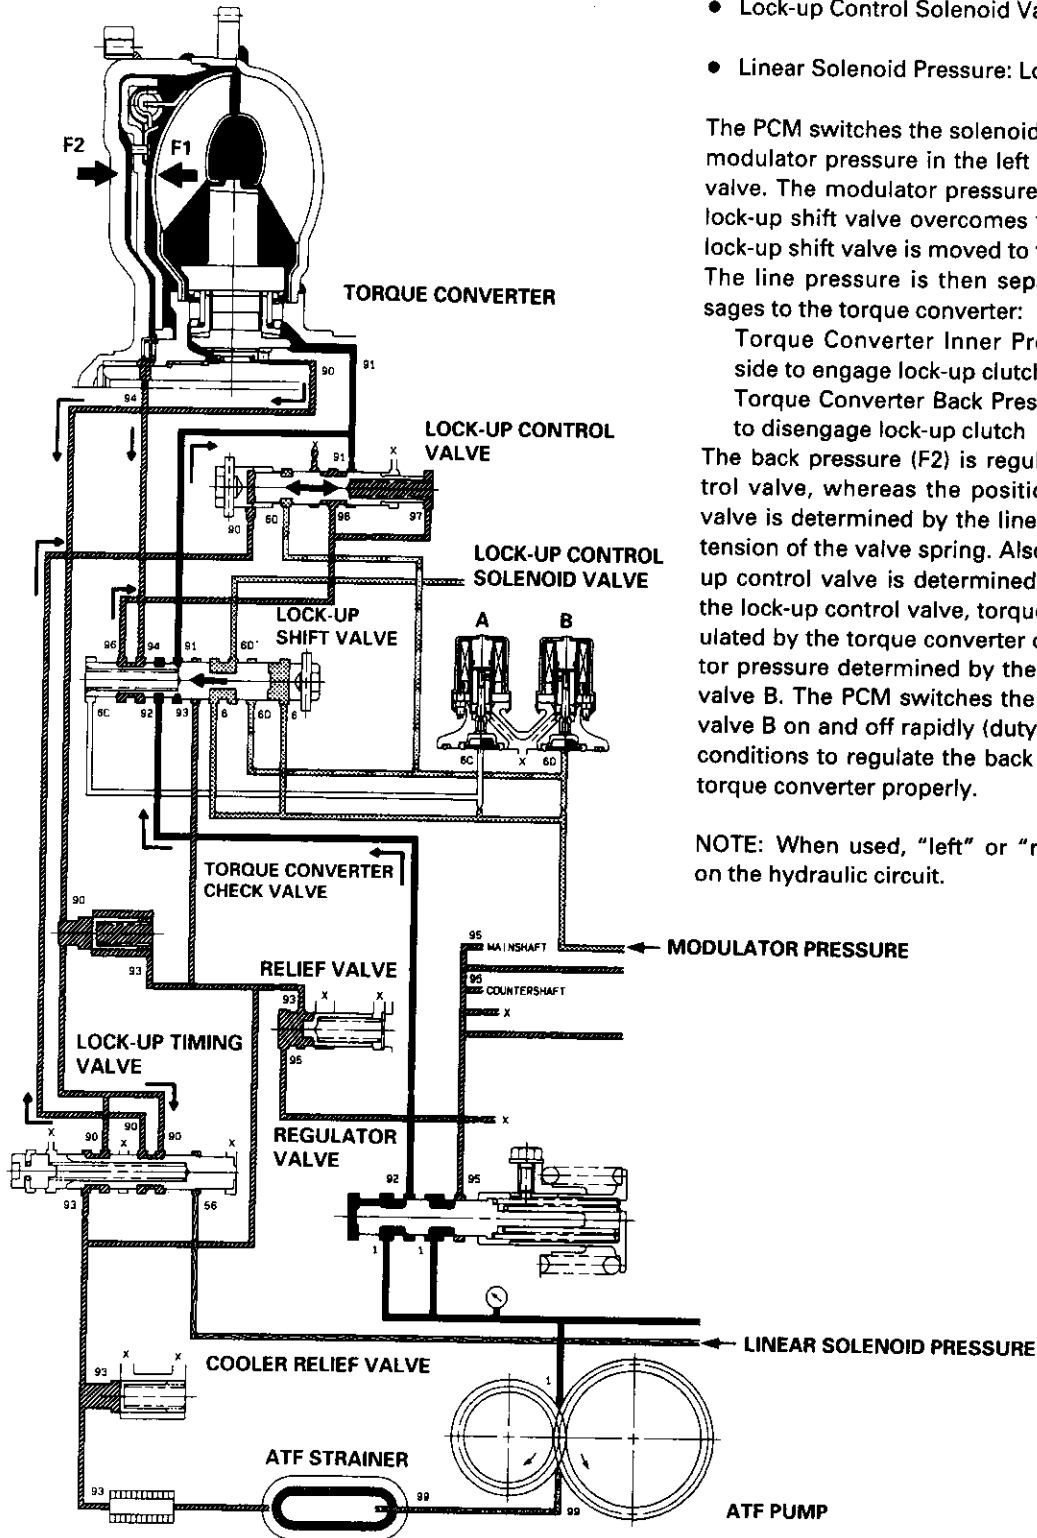 ● Lock-up Control Solenoid Va
● Linear Solenoid Pressure: Lo
The PCM switches the solenoid
modulator pressure in the left
valve. The modulator pressure
lock-up shift valve overcomes
lock-up shift valve is moved to
The line pressure is then sep
sages to the torque converter:
Torque Converter Inner Pr
side to engage lock-up clutch
Torque Converter Back Pres
to disengage lock-up clutch
The back pressure (F2) is regul
trol valve, whereas the positio
valve is determined by the line
tension of the valve spring. Also
up control valve is determined
the lock-up control valve, torque
ulated by the torque converter
tor pressure determined by the
valve B. The PCM switches the
valve B on and off rapidly (duty
conditions to regulate the back
torque converter properly.
NOTE: When used, "left" or "r
on the hydraulic circuit.
F2 F1
TORQUE CONVERTER
90 91
94
LOCK-UP CONTROL
VALVE
X 91 X
90 6D 96 97
LOCK-UP CONTROL
SOLENOID VALVE
LOCK-UP
SHIFT VALVE
A B
96 94 91 6D'
6C 92 93 6 6D 6
6C X 6D
TORQUE CONVERTER
CHECK VALVE
90
93
95 MAINSHAFT
MODULATOR PRESSURE
95
COUNTERSHAFT
X
RELIEF VALVE
93 X X
95
X
LOCK-UP TIMING
VALVE
X 90 X 90 90 X
93 56
REGULATOR
VALVE
92 95
1 1
LINEAR SOLENOID PRESSURE
COOLER RELIEF VALVE
93 X X
1
ATF STRAINER
93 99 99
ATF PUMP